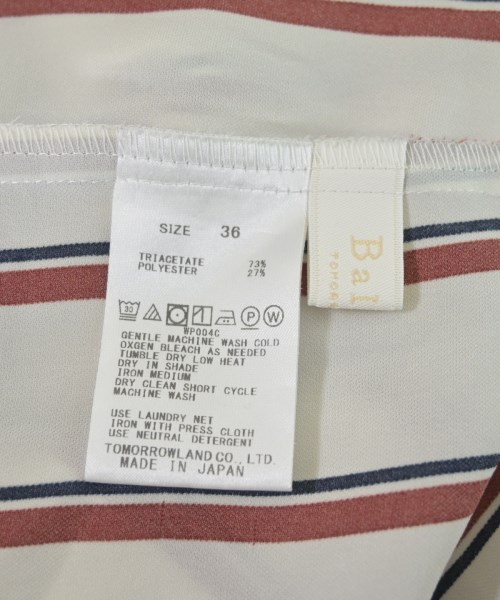 SIZE 36
TRIACETATE 73%
POLYESTER 27%
30 P W
WP004C
GENTLE MACHINE WASH COLD
OXGEN BLEACH AS NEEDED
TUMBLE DRY LOW HEAT
DRY IN SHADE
IRON MEDIUM
DRY CLEAN SHORT CYCLE
MACHINE WASH
USE LAUNDRY NET
IRON WITH PRESS CLOTH
USE NEUTRAL DETERGENT
TOMORROWLAND CO., LTD.
MADE IN JAPAN